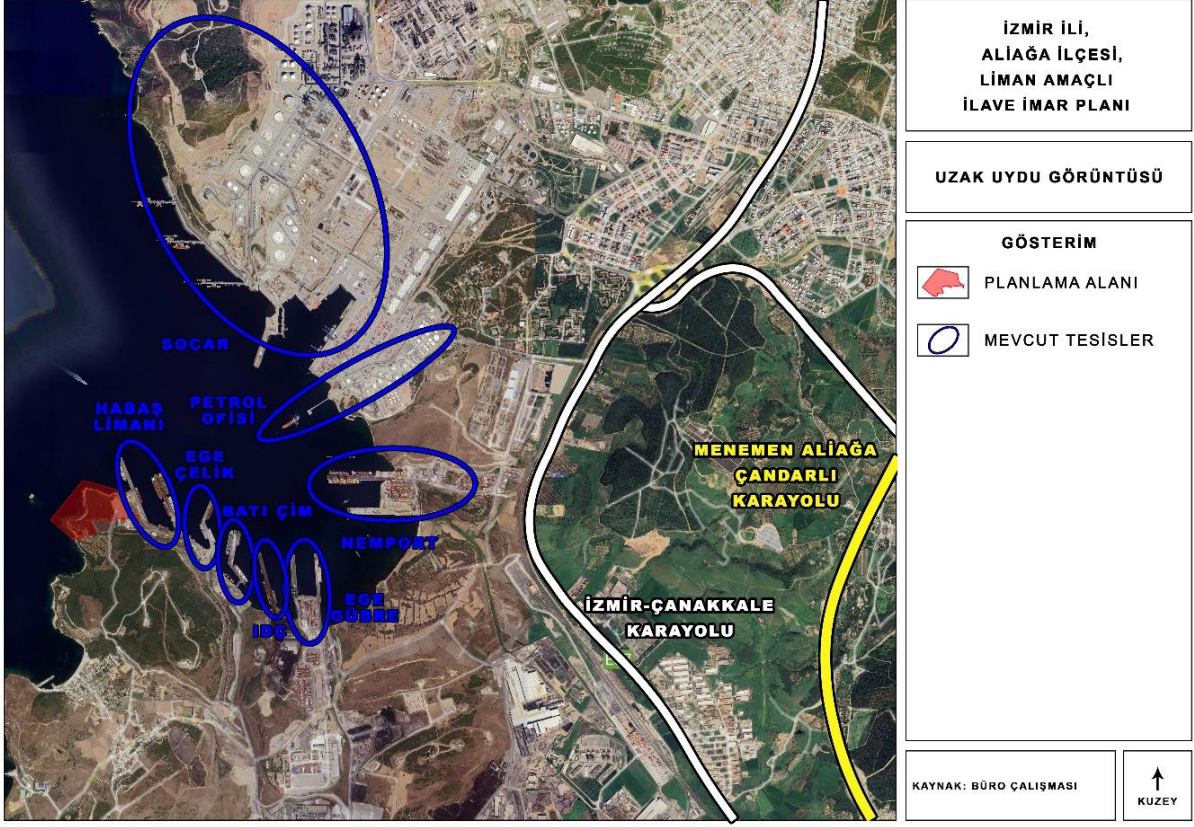 İZMİR İLİ,
ALİAĞA İLÇESİ,
LİMAN AMAÇLI
İLAVE İMAR PLANI
UZAK UYDU GÖRÜNTÜSÜ
GÖSTERİM
PLANLAMA ALANI
MEVCUT TESİSLER
KAYNAK: BÜRO ÇALIŞMASI
KUZEY
SOCAR
PETROL
OFİSİ
HABAŞ
LİMANI
EGE
ÇELİK
BATI ÇİM
NEMPORT
EGE
GÜBRE
IDÇ
MENEMEN ALİAĞA
ÇANDARLI
KARAYOLU
İZMİR-ÇANAKKALE
KARAYOLU